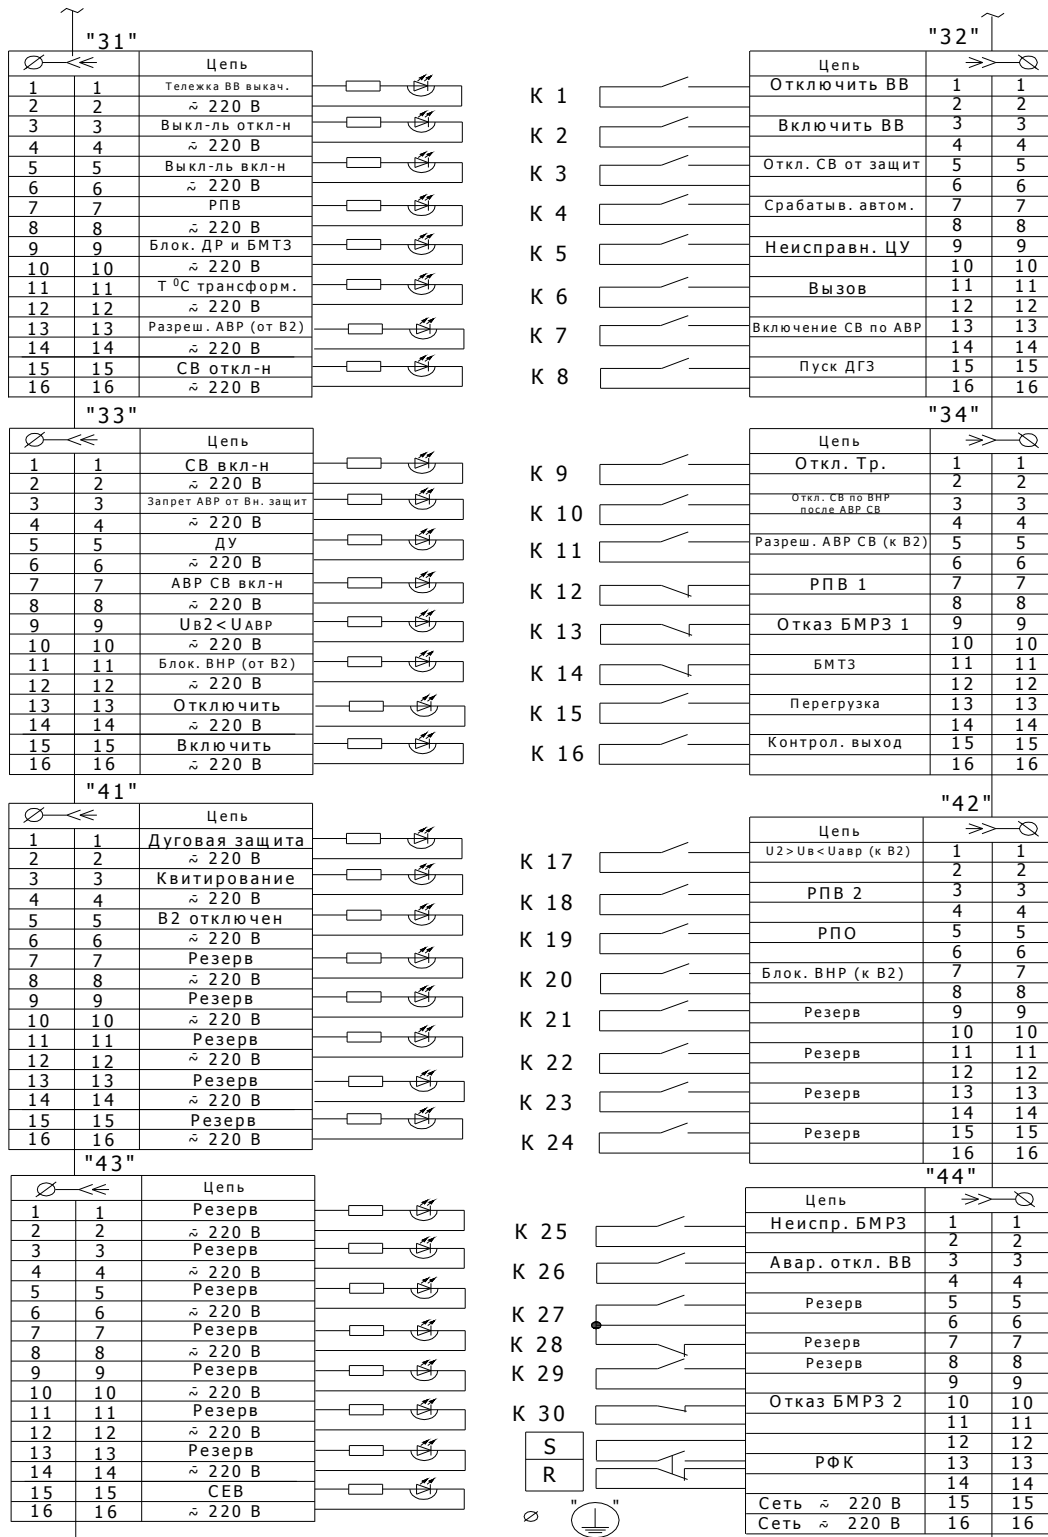 "31"
Цепь
1 1 Тележка ВВ выкач.
2 2 ~ 220 В
3 3 Выкл-ль откл-н
4 4 ~ 220 В
5 5 Выкл-ль вкл-н
6 6 ~ 220 В
7 7 РПВ
8 8 ~ 220 В
9 9 Блок. ДР и БМТЗ
10 10 ~ 220 В
11 11 Т ⁰С трансформ.
12 12 ~ 220 В
13 13 Разреш. АВР (от В2)
14 14 ~ 220 В
15 15 СВ откл-н
16 16 ~ 220 В
"32"
Цепь
К 1 Отключить ВВ 1 1
2 2
К 2 Включить ВВ 3 3
4 4
К 3 Откл. СВ от защит 5 5
6 6
К 4 Срабатыв. автом. 7 7
8 8
К 5 Неисправн. ЦУ 9 9
10 10
К 6 Вызов 11 11
12 12
К 7 Включение СВ по АВР 13 13
14 14
К 8 Пуск ДГЗ 15 15
16 16
"33"
Цепь
1 1 СВ вкл-н
2 2 ~ 220 В
3 3 Запрет АВР от Вн. защит
4 4 ~ 220 В
5 5 ДУ
6 6 ~ 220 В
7 7 АВР СВ вкл-н
8 8 ~ 220 В
9 9 Uв2<Uавр
10 10 ~ 220 В
11 11 Блок. ВНР (от В2)
12 12 ~ 220 В
13 13 Отключить
14 14 ~ 220 В
15 15 Включить
16 16 ~ 220 В
"34"
Цепь
К 9 Откл. Тр. 1 1
2 2
К 10 Откл. СВ по ВНР
после АВР СВ 3 3
4 4
К 11 Разреш. АВР СВ (к В2) 5 5
6 6
К 12 РПВ 1 7 7
8 8
К 13 Отказ БМРЗ 1 9 9
10 10
К 14 БМТЗ 11 11
12 12
К 15 Перегрузка 13 13
14 14
К 16 Контрол. выход 15 15
16 16
"41"
Цепь
1 1 Дуговая защита
2 2 ~ 220 В
3 3 Квитирование
4 4 ~ 220 В
5 5 В2 отключен
6 6 ~ 220 В
7 7 Резерв
8 8 ~ 220 В
9 9 Резерв
10 10 ~ 220 В
11 11 Резерв
12 12 ~ 220 В
13 13 Резерв
14 14 ~ 220 В
15 15 Резерв
16 16 ~ 220 В
"42"
Цепь
К 17 U2>Uв<Uавр (к В2) 1 1
2 2
К 18 РПВ 2 3 3
4 4
К 19 РПО 5 5
6 6
К 20 Блок. ВНР (к В2) 7 7
8 8
К 21 Резерв 9 9
10 10
К 22 Резерв 11 11
12 12
К 23 Резерв 13 13
14 14
К 24 Резерв 15 15
16 16
"43"
Цепь
1 1 Резерв
2 2 ~ 220 В
3 3 Резерв
4 4 ~ 220 В
5 5 Резерв
6 6 ~ 220 В
7 7 Резерв
8 8 ~ 220 В
9 9 Резерв
10 10 ~ 220 В
11 11 Резерв
12 12 ~ 220 В
13 13 Резерв
14 14 ~ 220 В
15 15 СЕВ
16 16 ~ 220 В
"44"
Цепь
К 25 Неиспр. БМРЗ 1 1
2 2
К 26 Авар. откл. ВВ 3 3
4 4
К 27 Резерв 5 5
6 6
К 28 Резерв 7 7
К 29 Резерв 8 8
9 9
К 30 Отказ БМРЗ 2 10 10
11 11
S 12 12
R РФК 13 13
14 14
Сеть ~ 220 В 15 15
Сеть ~ 220 В 16 16
" "